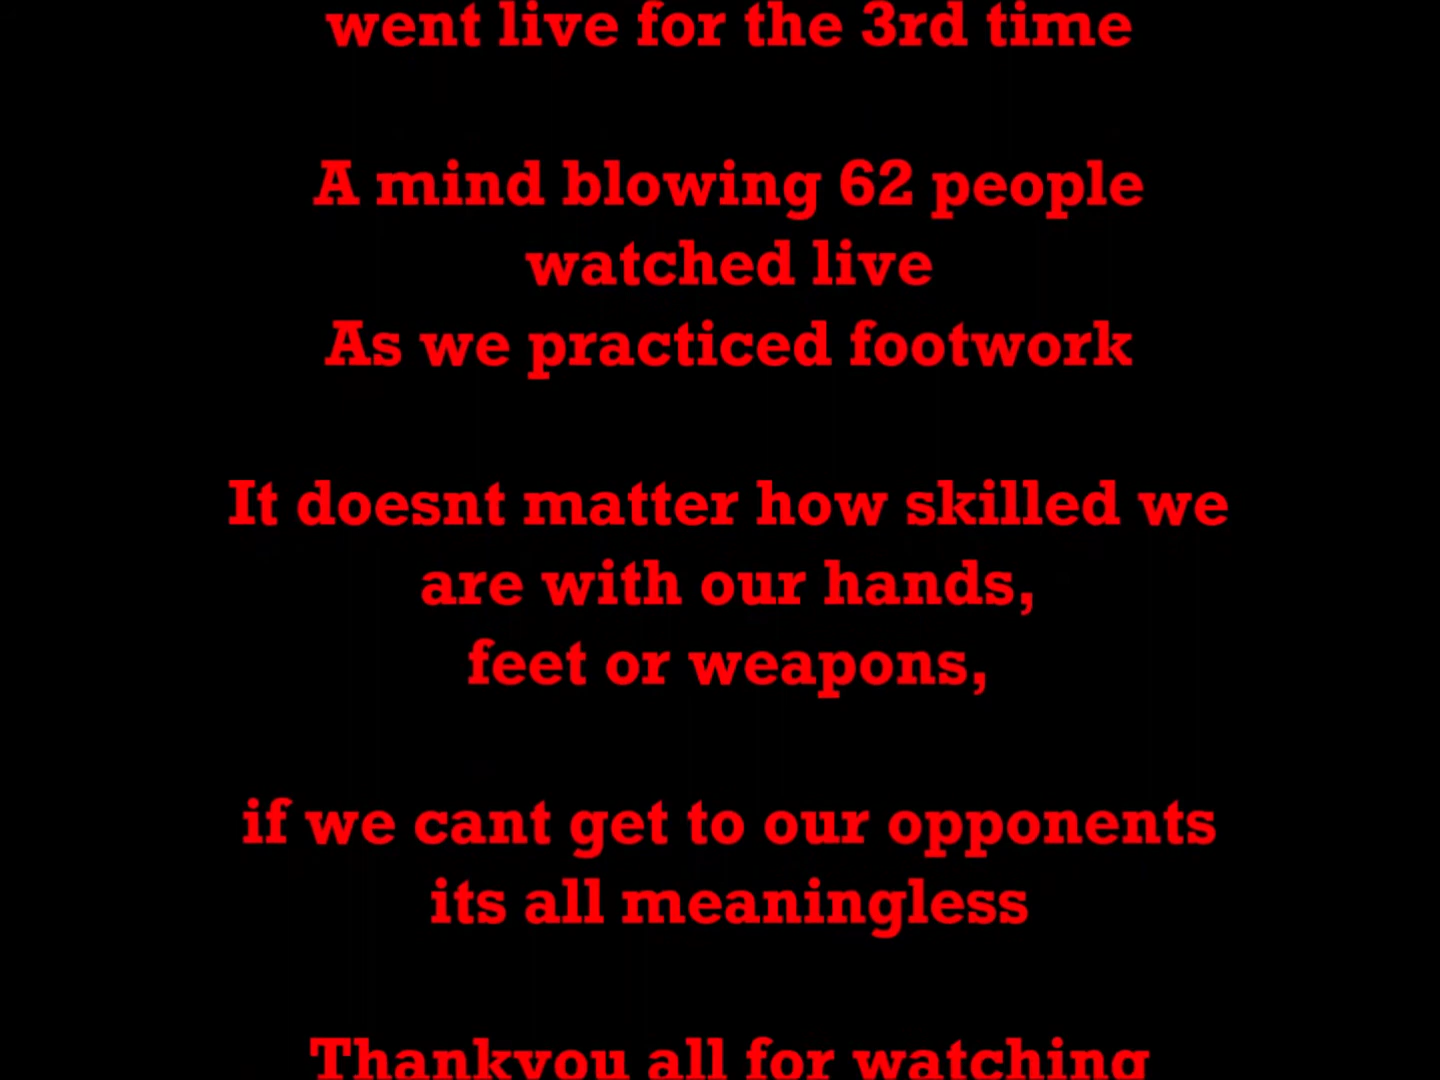 went live for the 3rd time
A mind blowing 62 people
watched live
As we practiced footwork
It doesnt matter how skilled we
are with our hands,
feet or weapons,
if we cant get to our opponents
its all meaningless
Thankyou all for watching